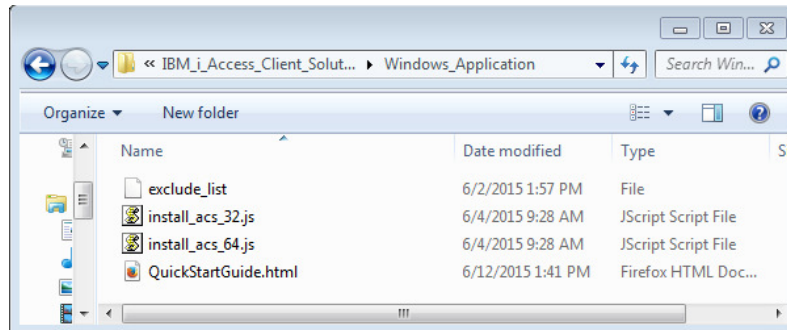 « IBM_i_Access_Client_Solut... Windows_Application Search Win...
Organize New folder
Name Date modified Type S
exclude_list 6/2/2015 1:57 PM File
install_acs_32.js 6/4/2015 9:28 AM JScript Script File
install_acs_64.js 6/4/2015 9:28 AM JScript Script File
QuickStartGuide.html 6/12/2015 1:41 PM Firefox HTML Doc...